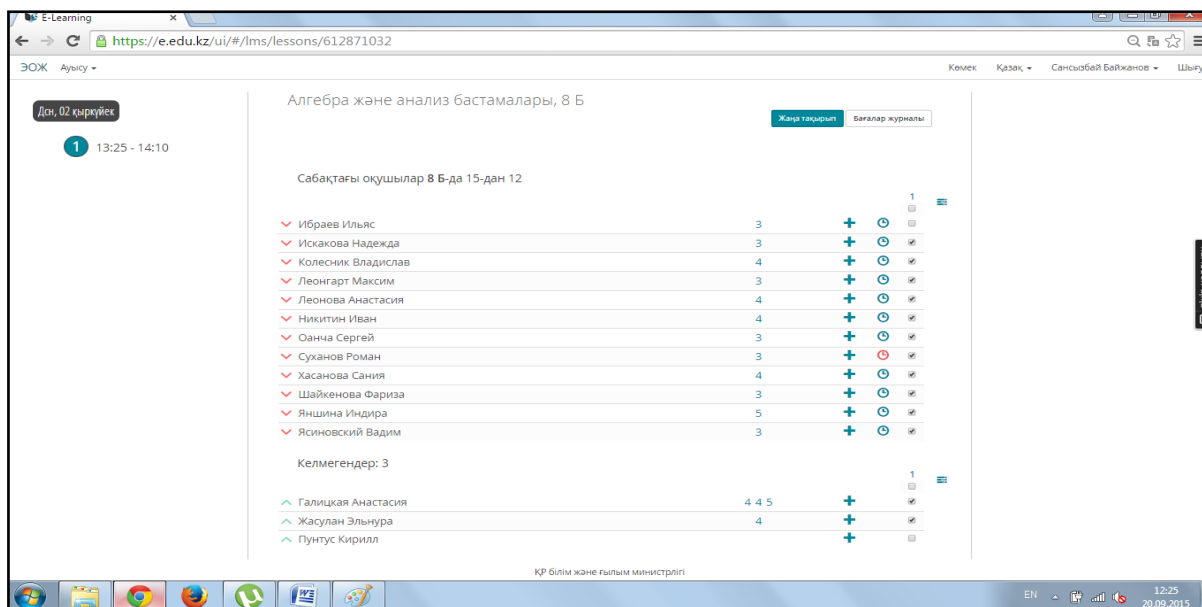 E-Learning
https://e.edu.kz/ui/#/lms/lessons/612871032
ЭОЖ Ауысу Көмек Қазақ Сансызбай Байжанов Шығу
Дсн, 02 қыркүйек
1 13:25 - 14:10
Алгебра және анализ бастамалары, 8 Б
Жаңа тақырып Бағалар журналы
Сабақтағы оқушылар 8 Б-да 15-дан 12
1
Ибраев Ильяс 3
Искакова Надежда 3
Колесник Владислав 4
Леонгарт Максим 3
Леонова Анастасия 4
Никитин Иван 4
Оанча Сергей 3
Суханов Роман 3
Хасанова Сания 4
Шайкенова Фариза 3
Яншина Индира 5
Ясиновский Вадим 3
Келмегендер: 3
1
Галицкая Анастасия 4 4 5
Жасулан Эльнура 4
Пунтус Кирилл
ҚР білім және ғылым министрлігі
EN 12:25
20.09.2015